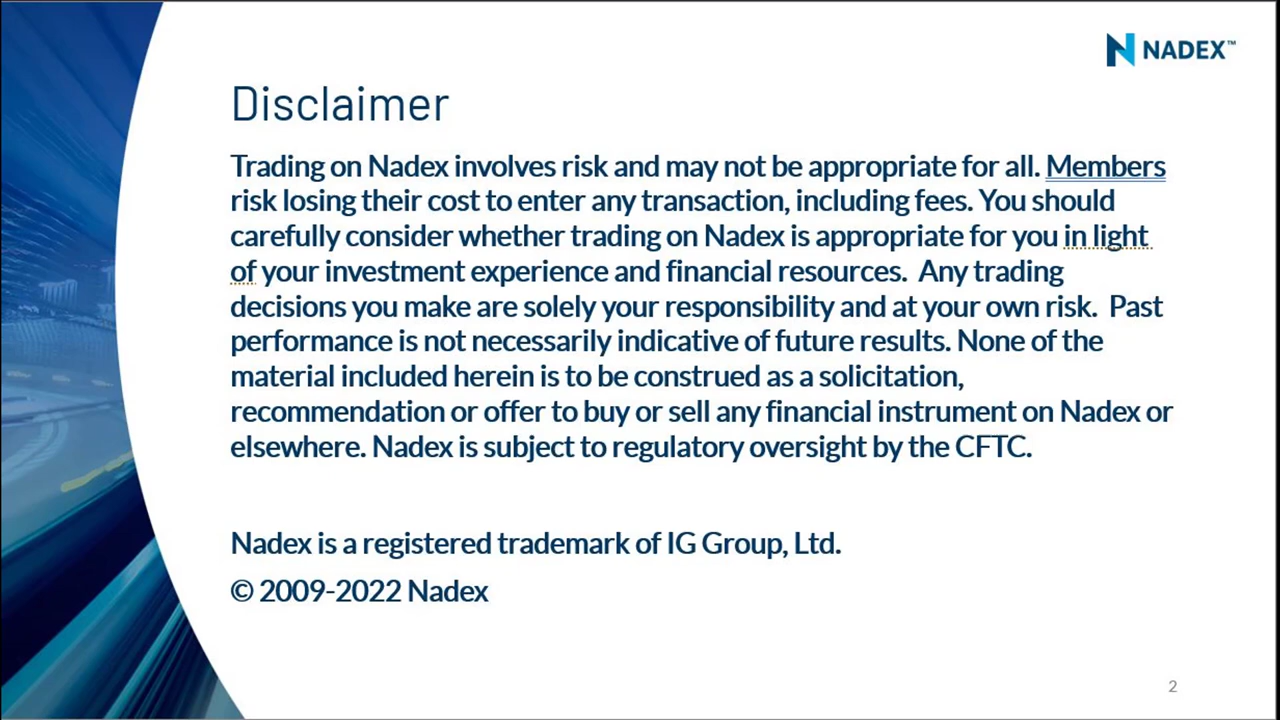 NADEX™
Disclaimer
Trading on Nadex involves risk and may not be appropriate for all. Members
risk losing their cost to enter any transaction, including fees. You should
carefully consider whether trading on Nadex is appropriate for you in light
of your investment experience and financial resources.  Any trading
decisions you make are solely your responsibility and at your own risk.  Past
performance is not necessarily indicative of future results. None of the
material included herein is to be construed as a solicitation,
recommendation or offer to buy or sell any financial instrument on Nadex or
elsewhere. Nadex is subject to regulatory oversight by the CFTC.
Nadex is a registered trademark of IG Group, Ltd.
© 2009-2022 Nadex
2